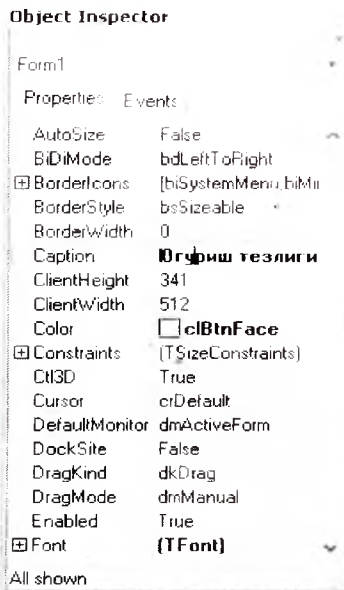 Object Inspector
Form1
Properties Events
AutoSize False
BiDiMode bdLeftToRight
BorderIcons [biSystemMenu,biMi
BorderStyle bsSizeable
BorderWidth 0
Caption Югуриш тезлиги
ClientHeight 341
ClientWidth 512
Color clBtnFace
Constraints (TSizeConstraints)
Ctl3D True
Cursor crDefault
DefaultMonitor dmActiveForm
DockSite False
DragKind dkDrag
DragMode dmManual
Enabled True
Font (TFont)
All shown